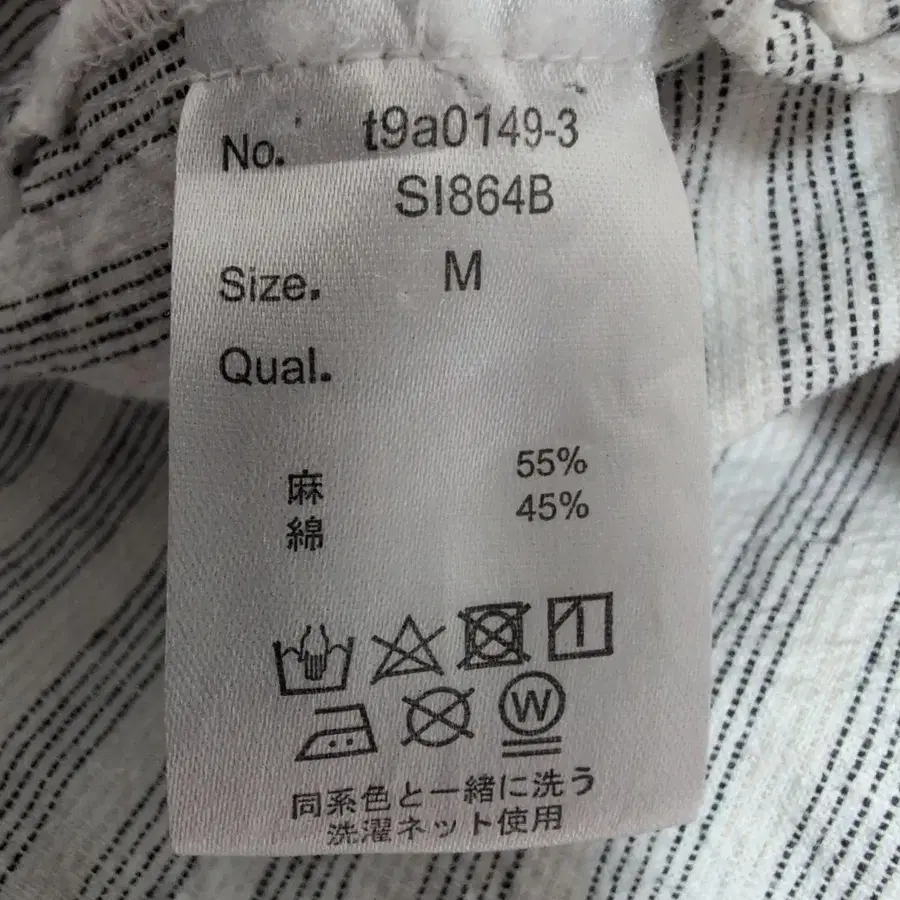 No. t9a0149-3
SI864B
Size. M
Qual.
麻 55%
綿 45%
W
同系色と一緒に洗う
洗濯ネット使用